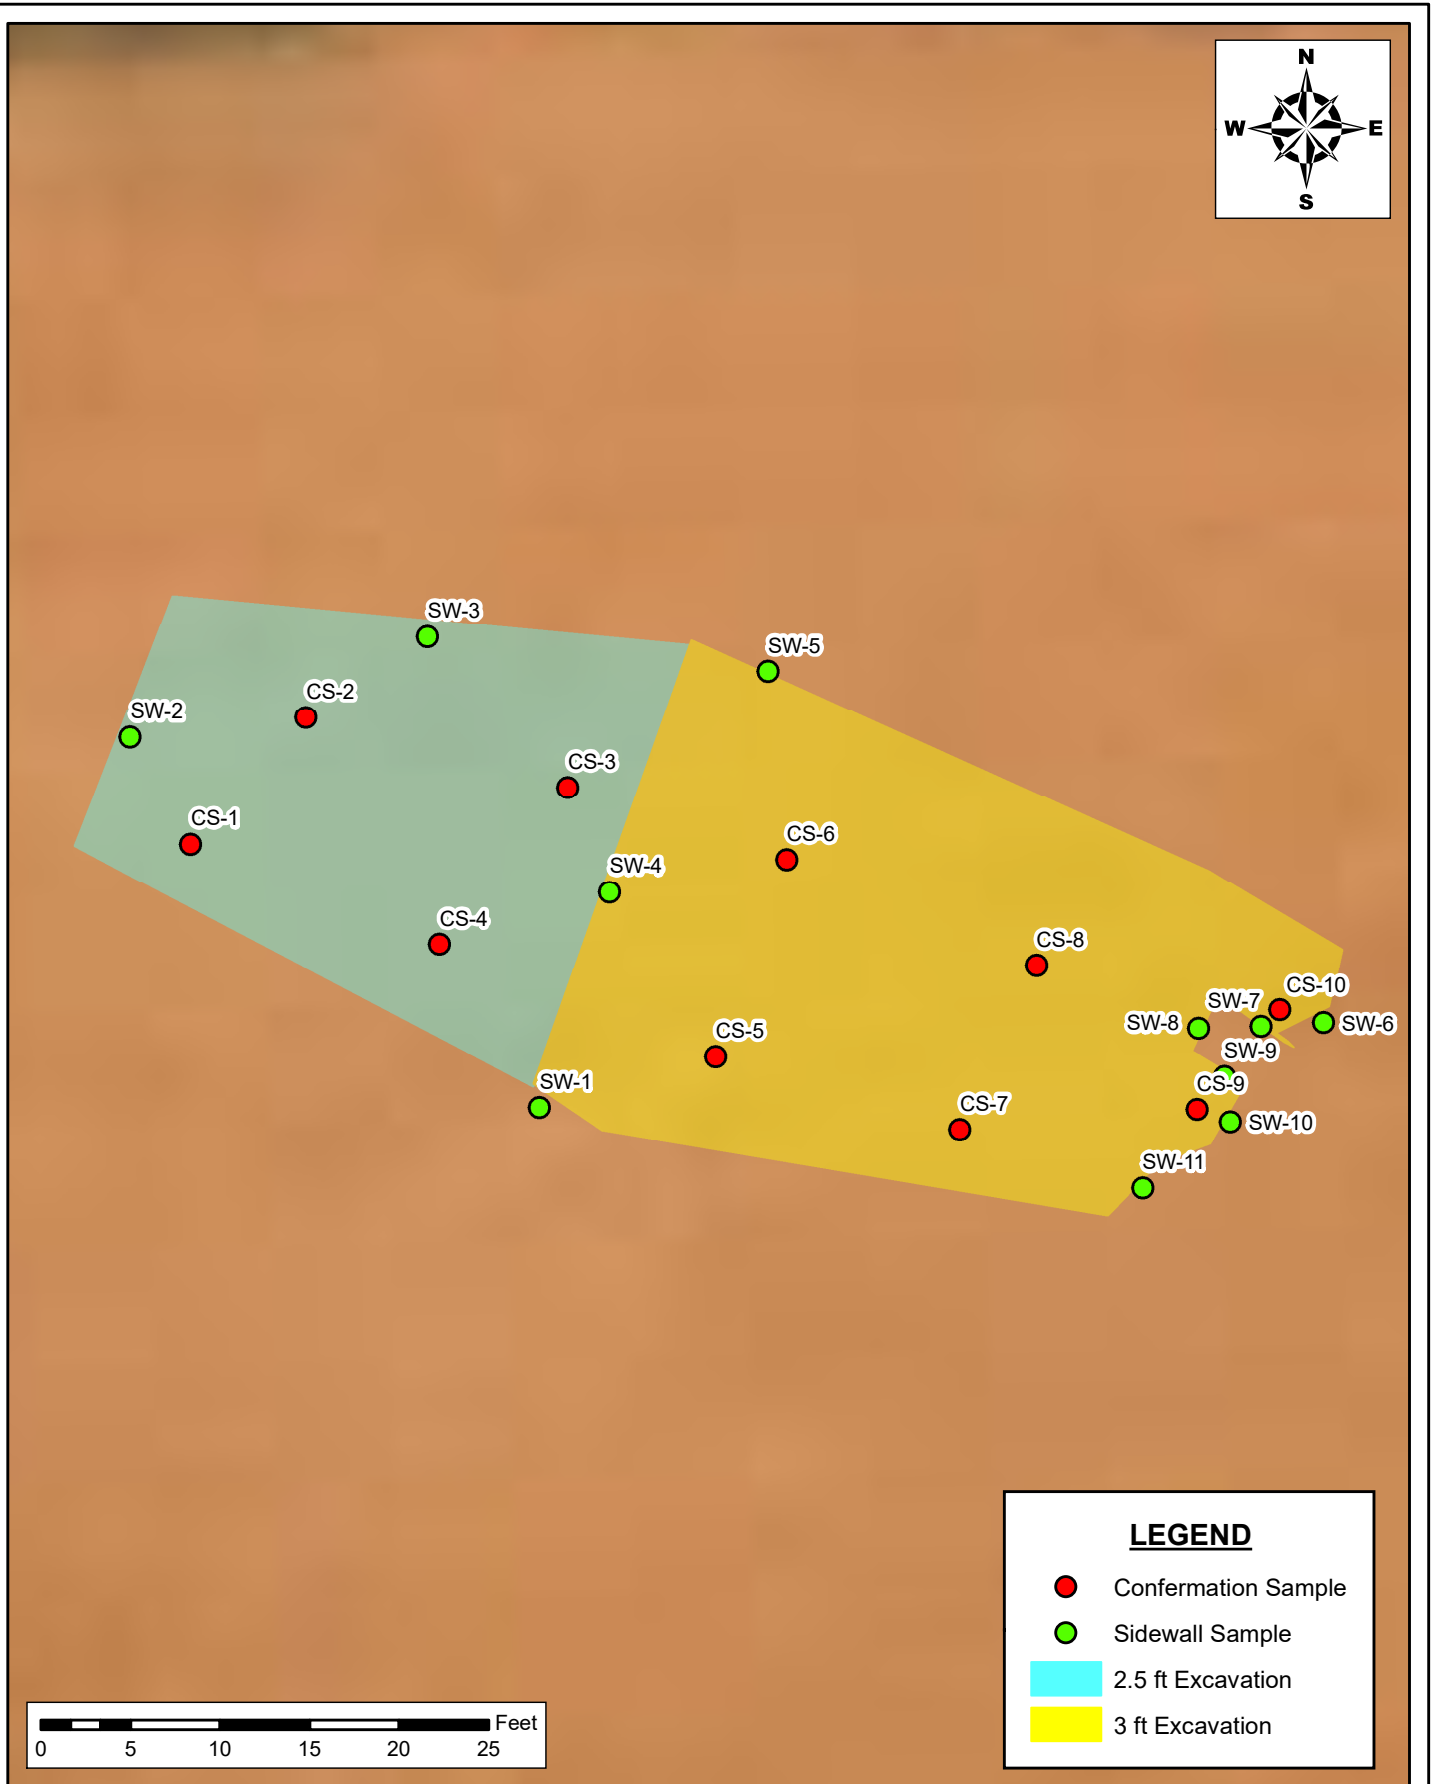 N
W E
S
SW-3
SW-5
CS-2
SW-2
CS-3
CS-1
CS-6
SW-4
CS-4
CS-8
CS-10
SW-7
SW-8
SW-6
CS-5
SW-9
SW-1
CS-9
CS-7
SW-10
SW-11
LEGEND
Confermation Sample
Sidewall Sample
2.5 ft Excavation
3 ft Excavation
Feet
0 5 10 15 20 25